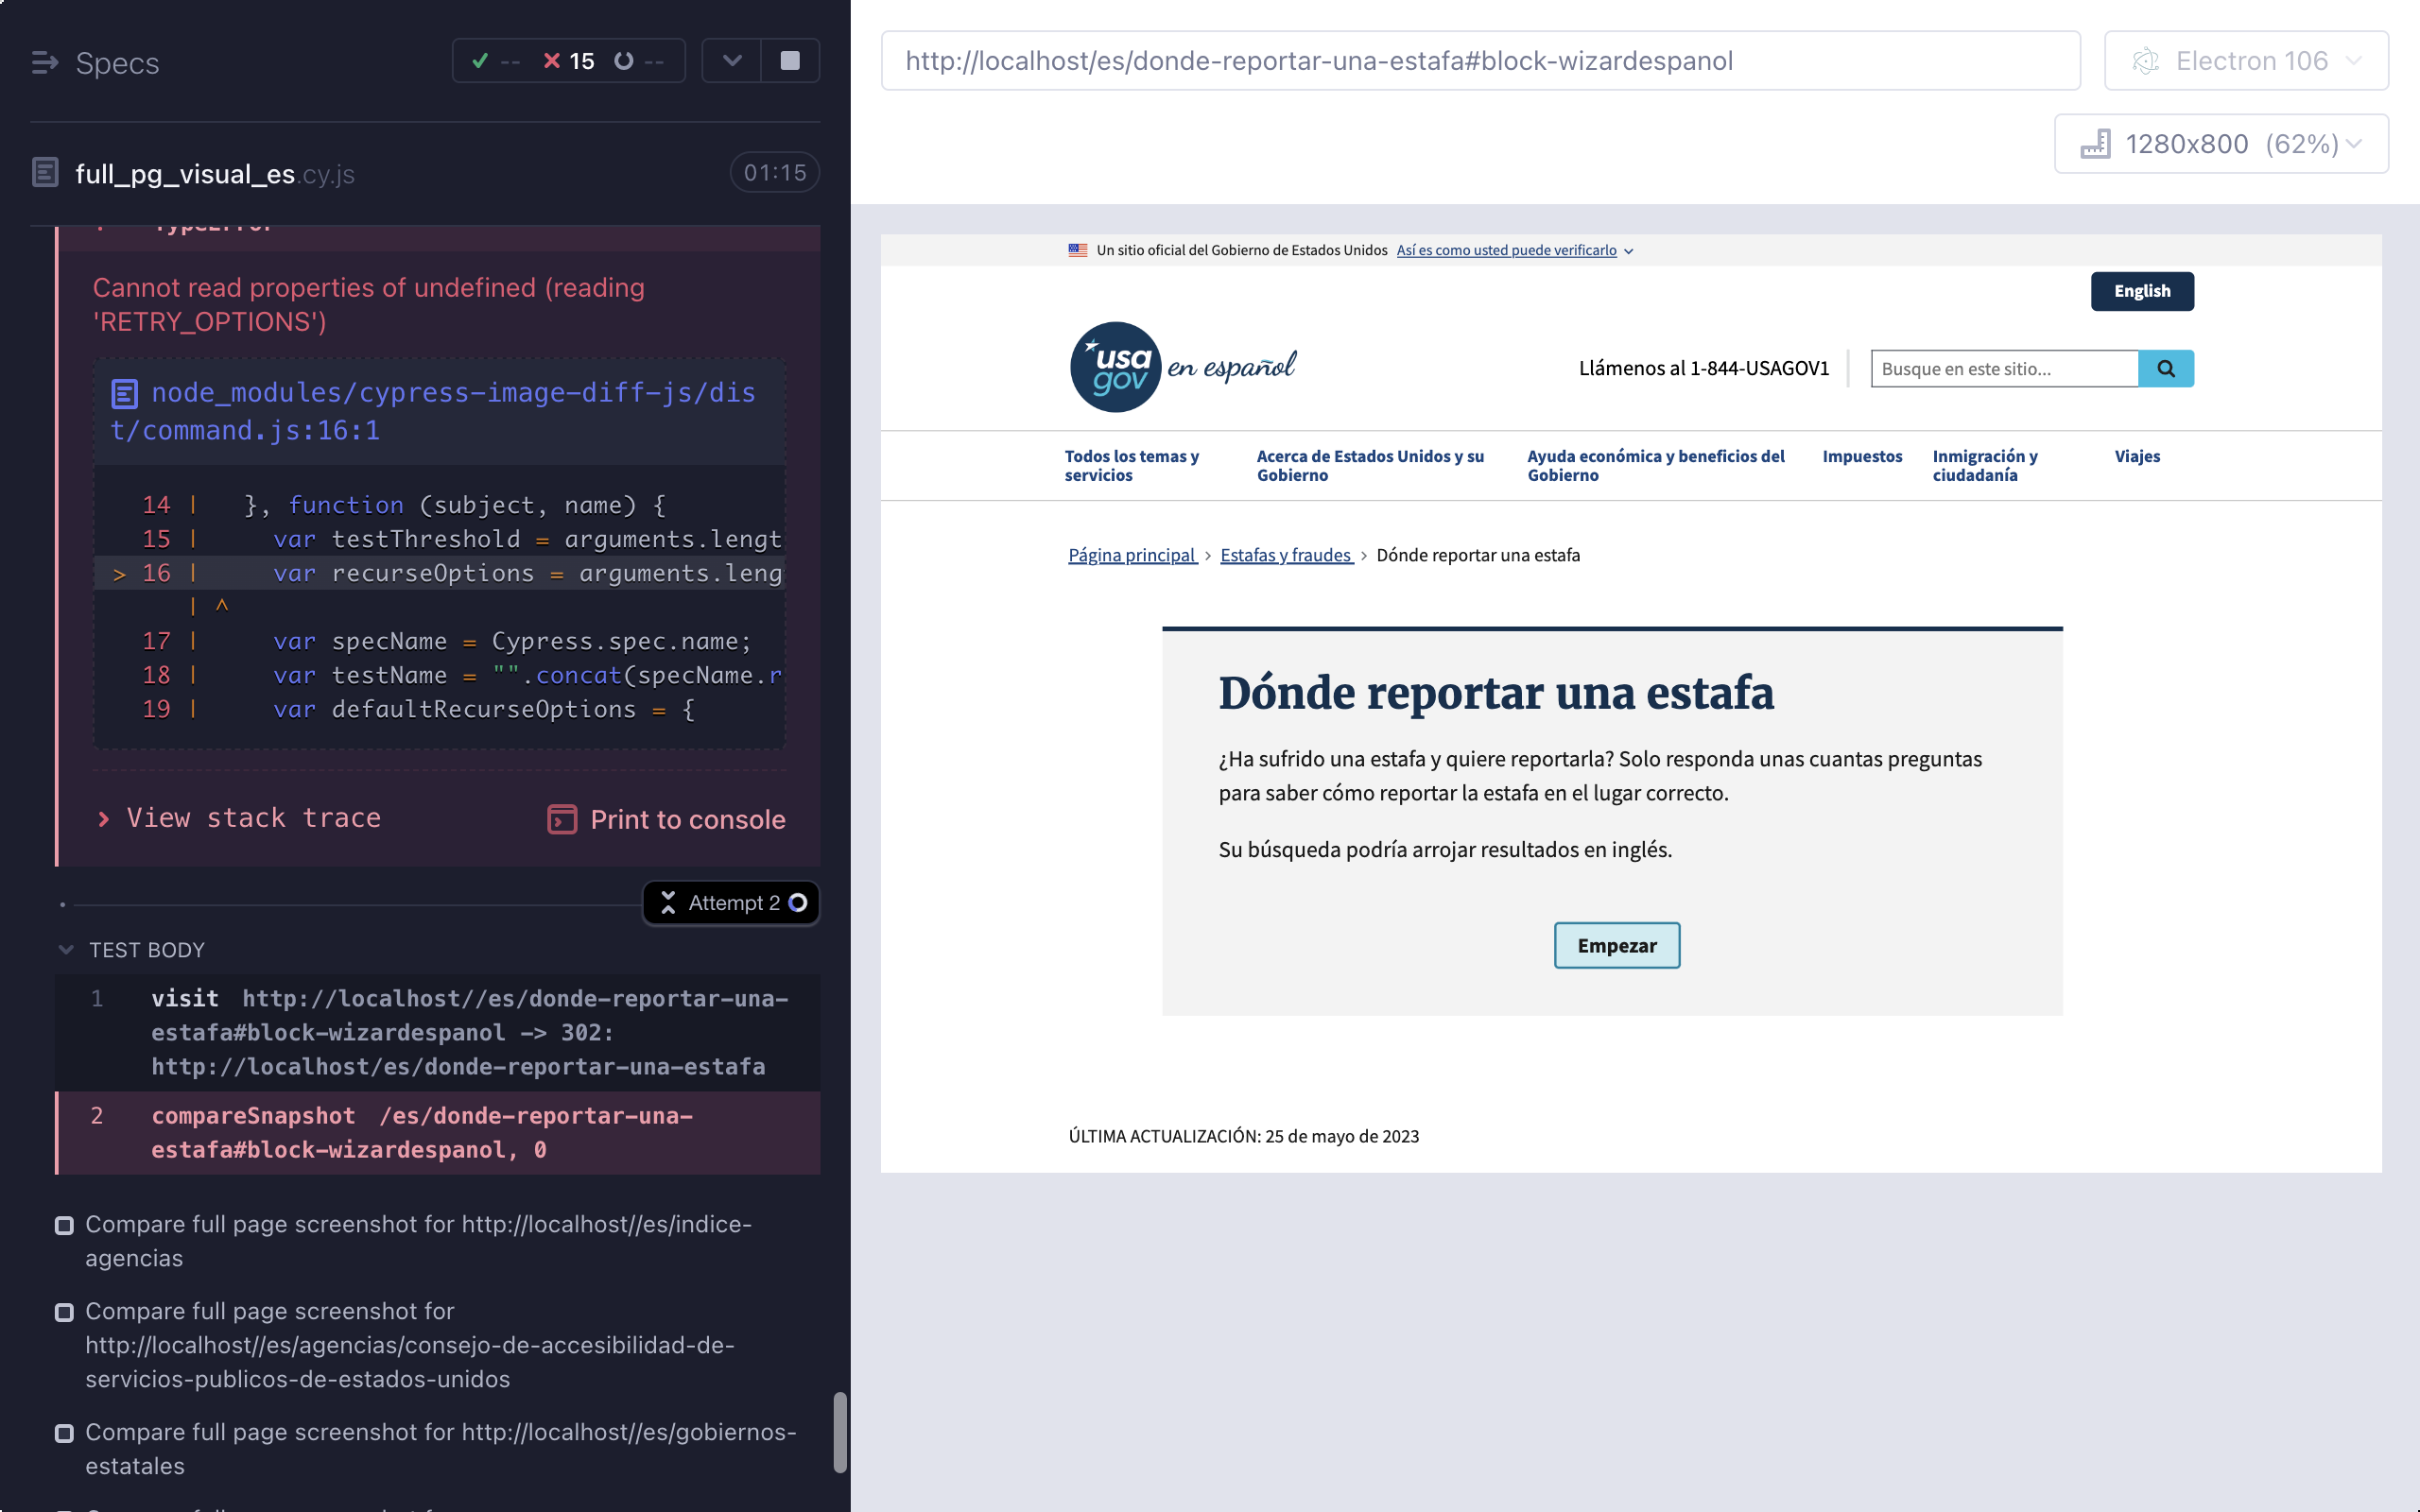 Specs
-- 15 --
full_pg_visual_es.cy.js
01:15
TypeError
Cannot read properties of undefined (reading
'RETRY_OPTIONS')
node_modules/cypress-image-diff-js/dis
t/command.js:16:1
14 | }, function (subject, name) {
15 | var testThreshold = arguments.lengt
> 16 | var recurseOptions = arguments.leng
| ^
17 | var specName = Cypress.spec.name;
18 | var testName = "".concat(specName.r
19 | var defaultRecurseOptions = {
View stack trace
Print to console
Attempt 2
TEST BODY
1 visit http://localhost//es/donde-reportar-una-
estafa#block-wizardespanol -> 302:
http://localhost/es/donde-reportar-una-estafa
2 compareSnapshot /es/donde-reportar-una-
estafa#block-wizardespanol, 0
Compare full page screenshot for http://localhost//es/indice-
agencias
Compare full page screenshot for
http://localhost//es/agencias/consejo-de-accesibilidad-de-
servicios-publicos-de-estados-unidos
Compare full page screenshot for http://localhost//es/gobiernos-
estatales
http://localhost/es/donde-reportar-una-estafa#block-wizardespanol
Electron 106
1280x800 (62%)
Un sitio oficial del Gobierno de Estados Unidos Así es como usted puede verificarlo
English
usa
gov
en español
Llámenos al 1-844-USAGOV1
Busque en este sitio...
Todos los temas y
servicios
Acerca de Estados Unidos y su
Gobierno
Ayuda económica y beneficios del
Gobierno
Impuestos
Inmigración y
ciudadanía
Viajes
Página principal › Estafas y fraudes › Dónde reportar una estafa
Dónde reportar una estafa
¿Ha sufrido una estafa y quiere reportarla? Solo responda unas cuantas preguntas
para saber cómo reportar la estafa en el lugar correcto.
Su búsqueda podría arrojar resultados en inglés.
Empezar
ÚLTIMA ACTUALIZACIÓN: 25 de mayo de 2023